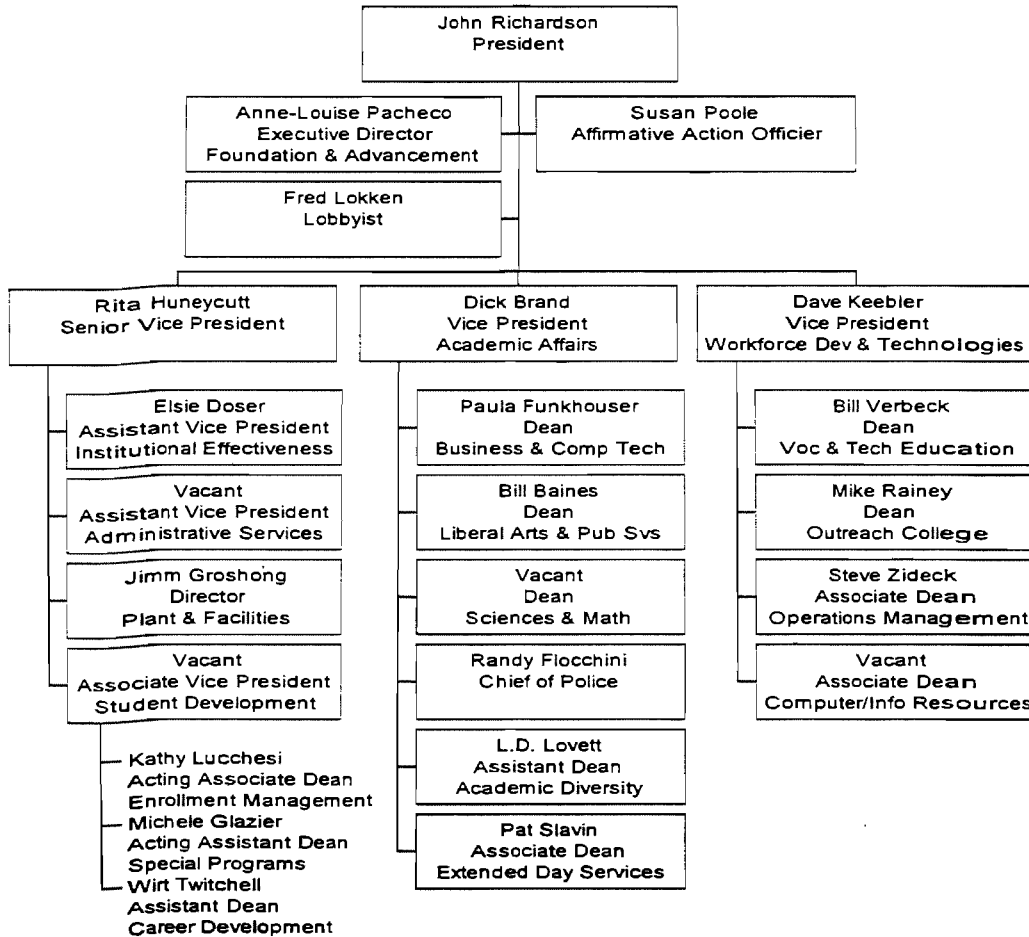 John Richardson
President
Anne-Louise Pacheco
Executive Director
Foundation & Advancement
Susan Poole
Affirmative Action Officier
Fred Lokken
Lobbyist
Rita Huneycutt
Senior Vice President
Elsie Doser
Assistant Vice President
Institutional Effectiveness
Vacant
Assistant Vice President
Administrative Services
Jimm Groshong
Director
Plant & Facilities
Vacant
Associate Vice President
Student Development
Kathy Lucchesi
Acting Associate Dean
Enrollment Management
Michele Glazier
Acting Assistant Dean
Special Programs
Wirt Twitchell
Assistant Dean
Career Development
Dick Brand
Vice President
Academic Affairs
Paula Funkhouser
Dean
Business & Comp Tech
Bill Baines
Dean
Liberal Arts & Pub Svs
Vacant
Dean
Sciences & Math
Randy Flocchini
Chief of Police
L.D. Lovett
Assistant Dean
Academic Diversity
Pat Slavin
Associate Dean
Extended Day Services
Dave Keebler
Vice President
Workforce Dev & Technologies
Bill Verbeck
Dean
Voc & Tech Education
Mike Rainey
Dean
Outreach College
Steve Zideck
Associate Dean
Operations Management
Vacant
Associate Dean
Computer/Info Resources